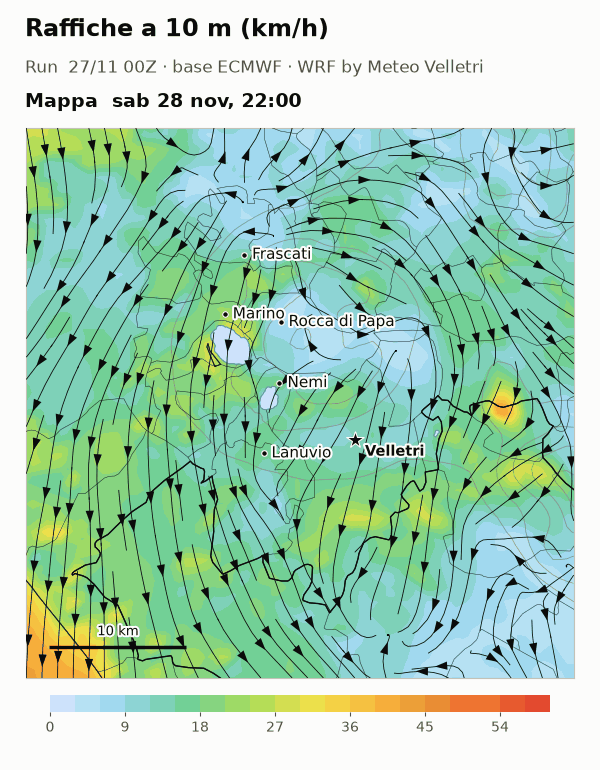 Raffiche a 10 m (km/h)
Run 27/11 00Z · base ECMWF · WRF by Meteo Velletri
Mappa sab 28 nov, 22:00
Frascati
Marino
Rocca di Papa
Nemi
Lanuvio
Velletri
10 km
0 9 18 27 36 45 54